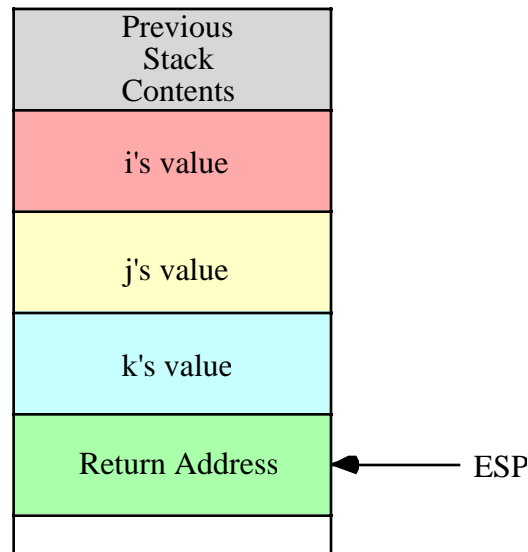 Previous
Stack
Contents
i's value
j's value
k's value
Return Address
ESP